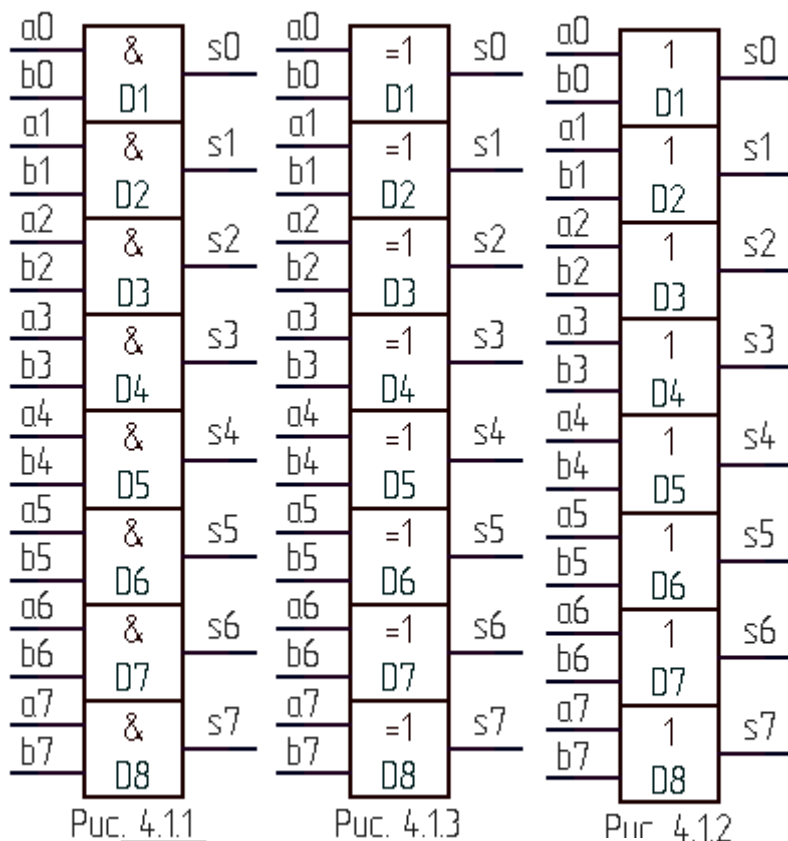 a0
&
s0
b0
D1
a1
&
s1
b1
D2
a2
&
s2
b2
D3
a3
&
s3
b3
D4
a4
&
s4
b4
D5
a5
&
s5
b5
D6
a6
&
s6
b6
D7
a7
&
s7
b7
D8
Рис. 4.1.1
a0
=1
s0
b0
D1
a1
=1
s1
b1
D2
a2
=1
s2
b2
D3
a3
=1
s3
b3
D4
a4
=1
s4
b4
D5
a5
=1
s5
b5
D6
a6
=1
s6
b6
D7
a7
=1
s7
b7
D8
Рис. 4.1.3
a0
1
s0
b0
D1
a1
1
s1
b1
D2
a2
1
s2
b2
D3
a3
1
s3
b3
D4
a4
1
s4
b4
D5
a5
1
s5
b5
D6
a6
1
s6
b6
D7
a7
1
s7
b7
D8
Рис 4.1.2